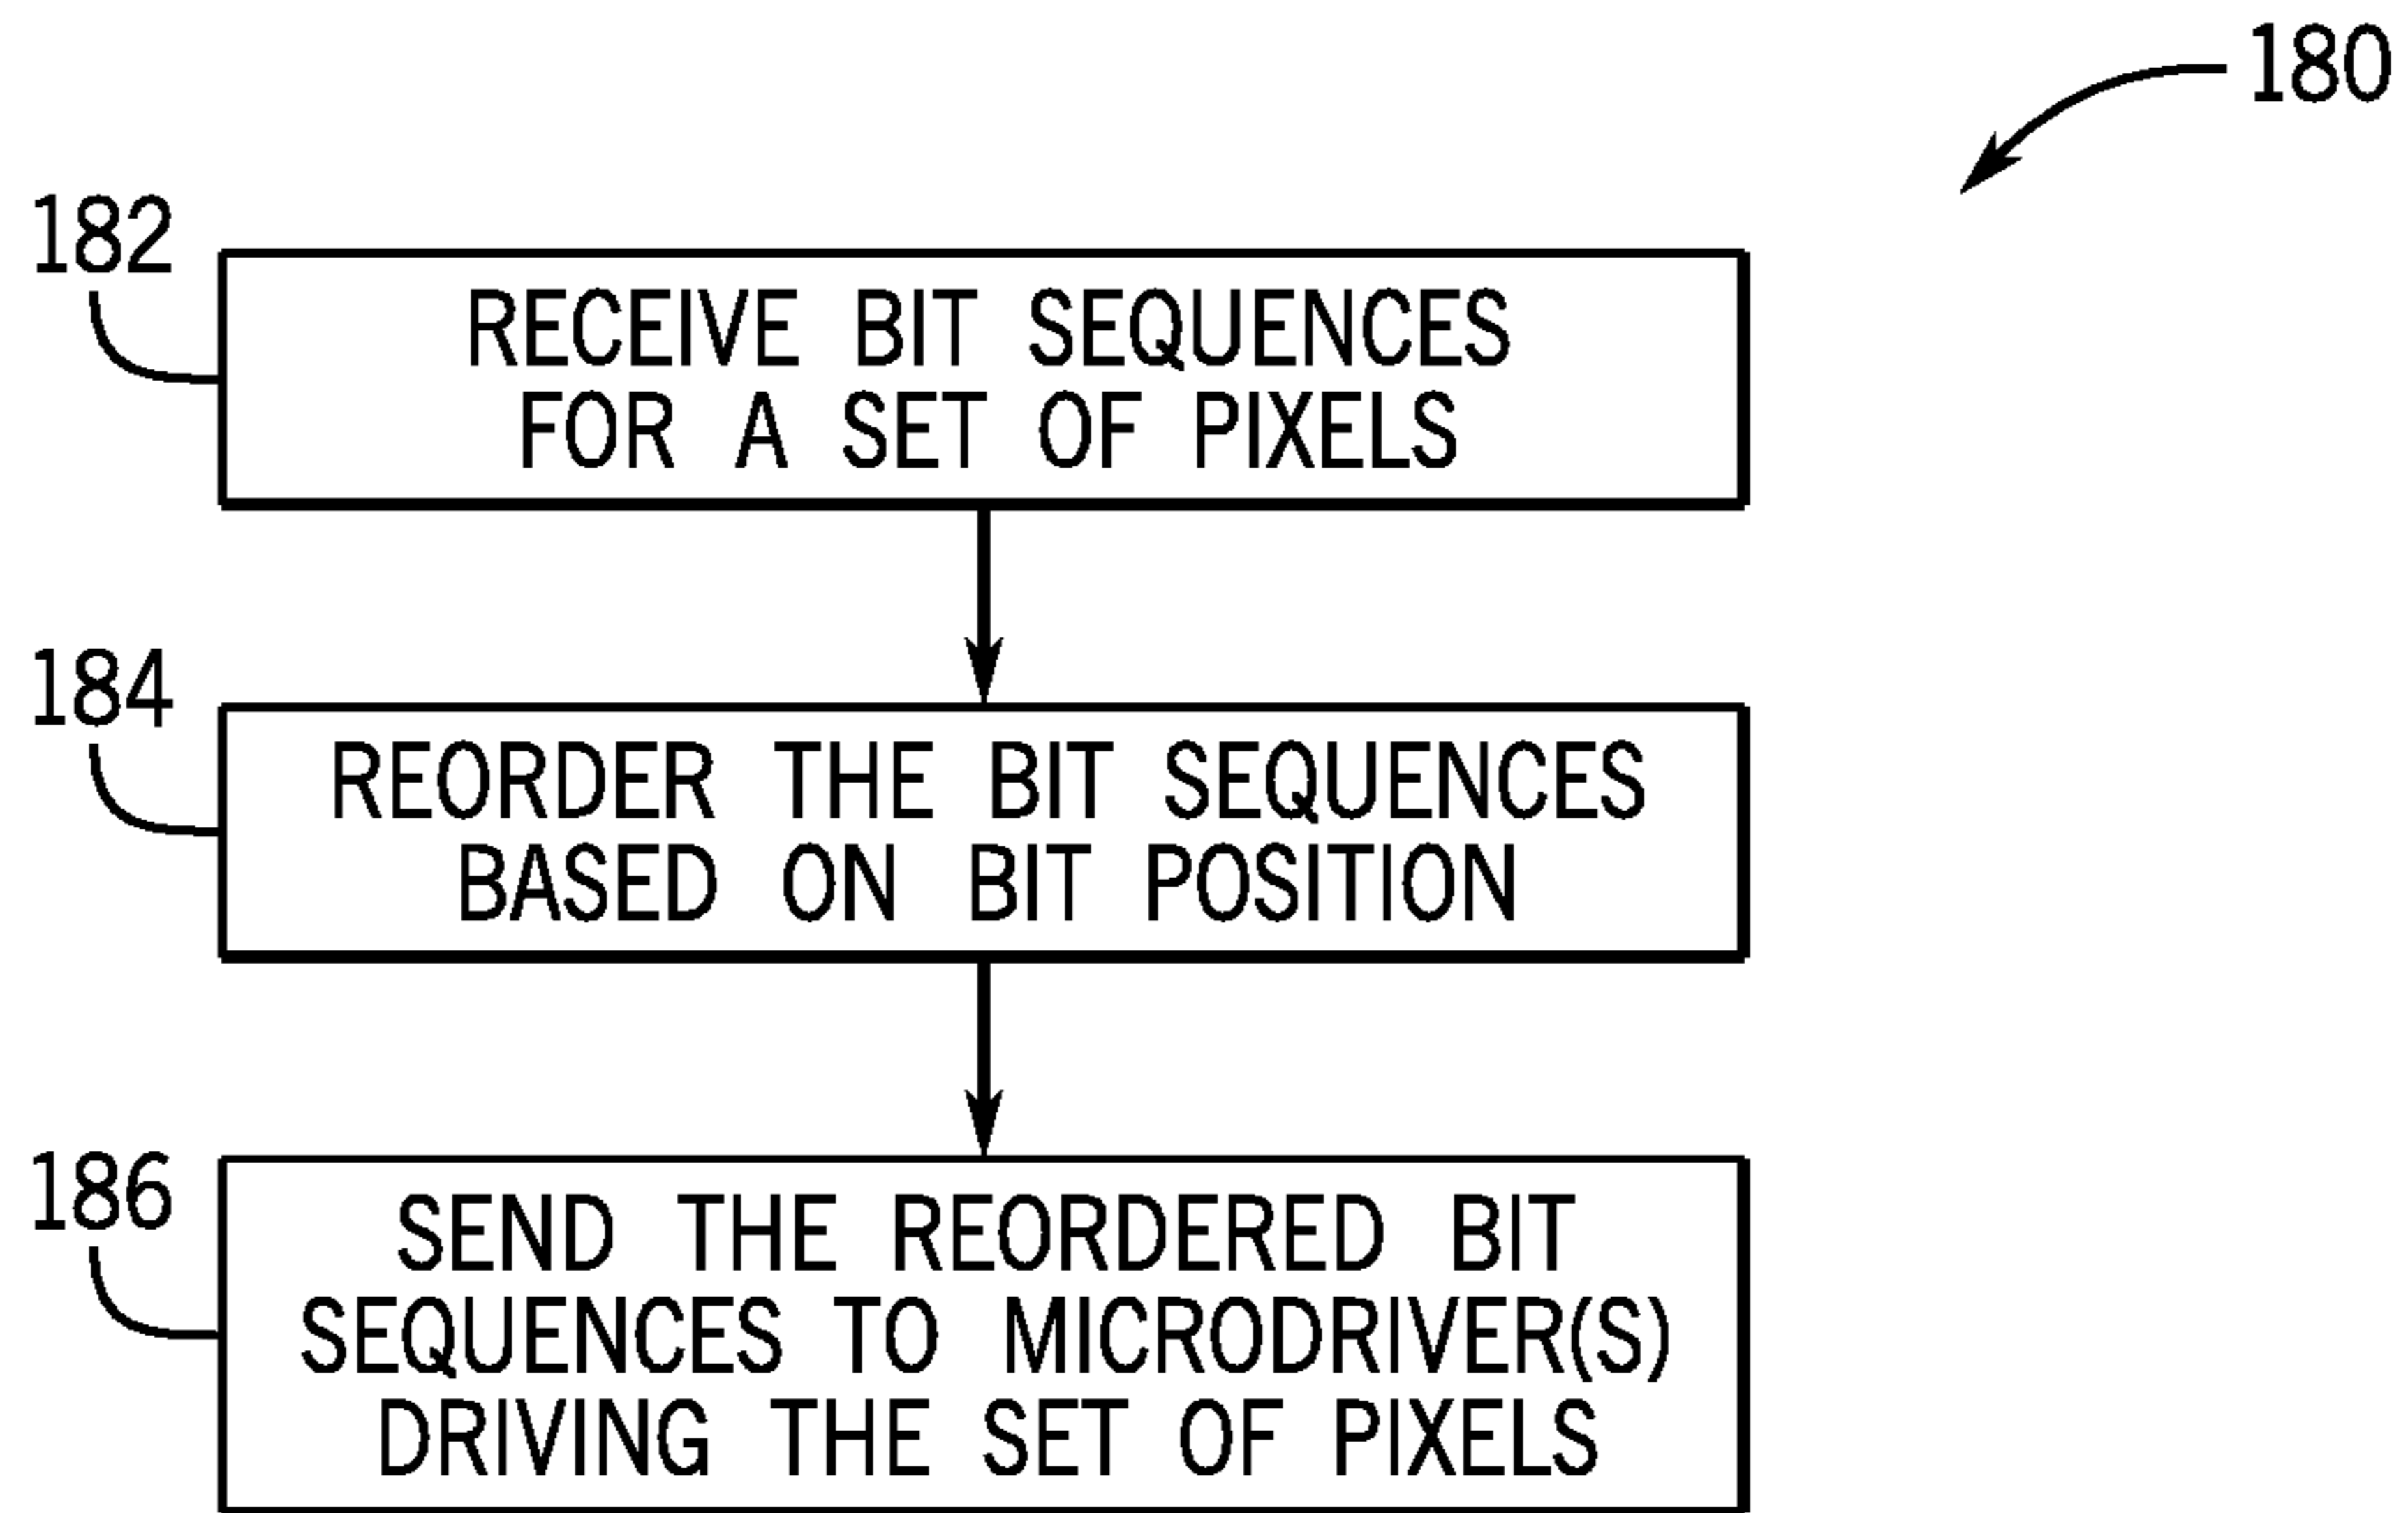 180
182
RECEIVE BIT SEQUENCES
FOR A SET OF PIXELS
184
REORDER THE BIT SEQUENCES
BASED ON BIT POSITION
186
SEND THE REORDERED BIT
SEQUENCES TO MICRODRIVER(S)
DRIVING THE SET OF PIXELS